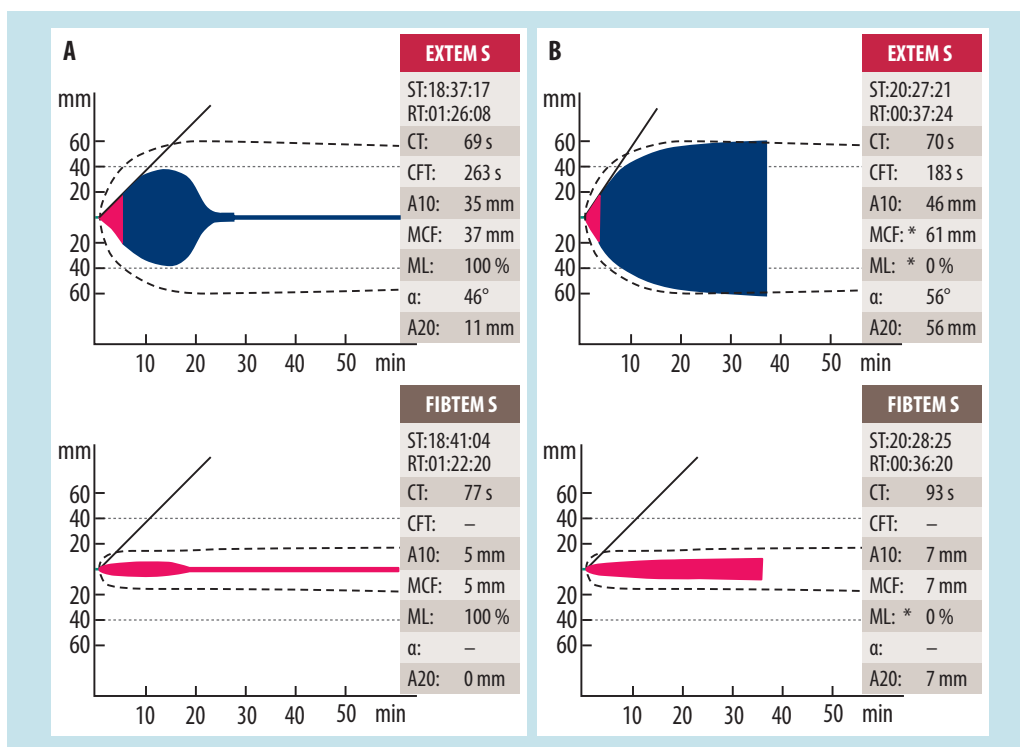 A
EXTEM S
ST:18:37:17
RT:01:26:08
CT: 69 s
CFT: 263 s
A10: 35 mm
MCF: 37 mm
ML: 100 %
α: 46°
A20: 11 mm
mm
60
40
20
20
40
60
10 20 30 40 50 min
B
EXTEM S
ST:20:27:21
RT:00:37:24
CT: 70 s
CFT: 183 s
A10: 46 mm
MCF: * 61 mm
ML: * 0 %
α: 56°
A20: 56 mm
mm
60
40
20
20
40
60
10 20 30 40 50 min
FIBTEM S
ST:18:41:04
RT:01:22:20
CT: 77 s
CFT: –
A10: 5 mm
MCF: 5 mm
ML: 100 %
α: –
A20: 0 mm
mm
60
40
20
20
40
60
10 20 30 40 50 min
FIBTEM S
ST:20:28:25
RT:00:36:20
CT: 93 s
CFT: –
A10: 7 mm
MCF: 7 mm
ML: * 0 %
α: –
A20: 7 mm
mm
60
40
20
20
40
60
10 20 30 40 50 min